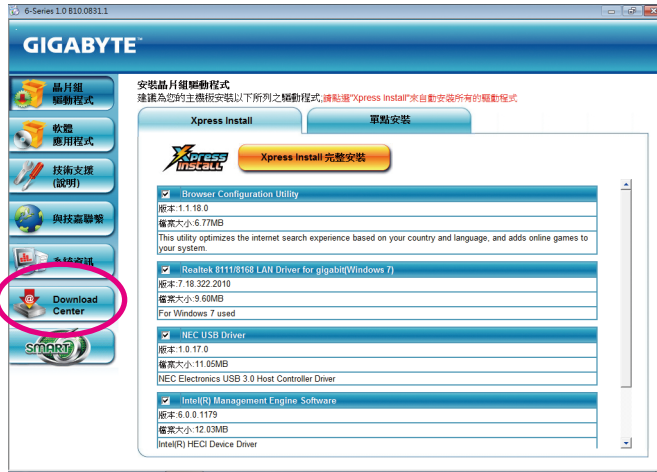 6-Series 1.0 B10.0831.1
GIGABYTE™
晶片組
驅動程式
軟體
應用程式
技術支援
(說明)
與技嘉聯繫
系統資訊
Download
Center
SMART
安裝晶片組驅動程式
建議為您的主機板安裝以下所列之驅動程式,請點選"Xpress Install"來自動安裝所有的驅動程式
Xpress Install
單點安裝
Xpress
INSTALL
Xpress Install 完整安裝
Browser Configuration Utility
版本:1.1.18.0
檔案大小:6.77MB
This utility optimizes the internet search experience based on your country and language, and adds online games to
your system.
Realtek 8111/8168 LAN Driver for gigabit(Windows 7)
版本:7.18.322.2010
檔案大小:9.60MB
For Windows 7 used
NEC USB Driver
版本:1.0.17.0
檔案大小:11.05MB
NEC Electronics USB 3.0 Host Controller Driver
Intel(R) Management Engine Software
版本:6.0.0.1179
檔案大小:12.03MB
Intel(R) HECI Device Driver